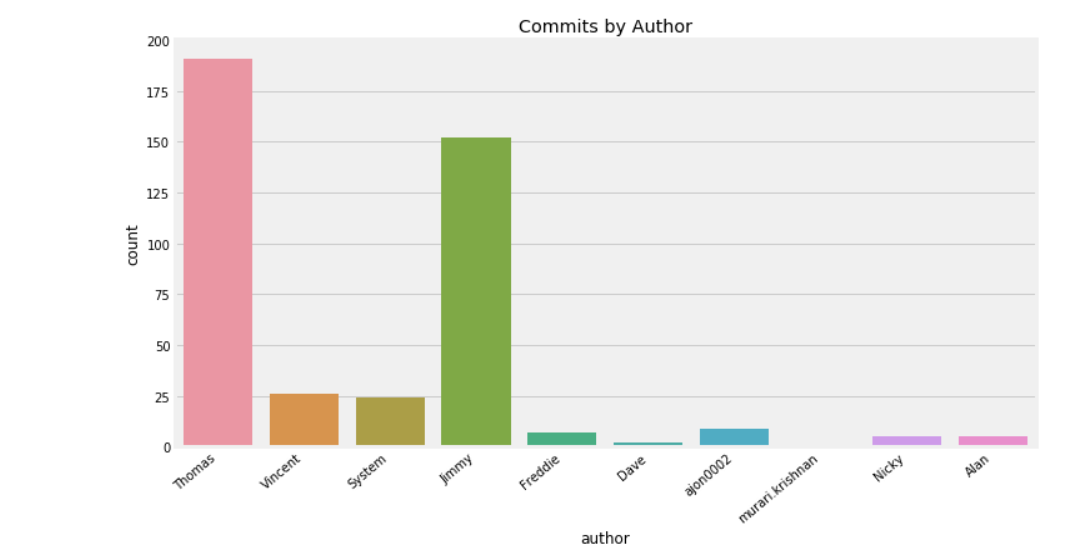 Commits by Author
200
175
150
125
100
75
50
25
0
count
Thomas
Vincent
System
Jimmy
Freddie
Dave
ajon0002
murari.krishnan
Nicky
Alan
author